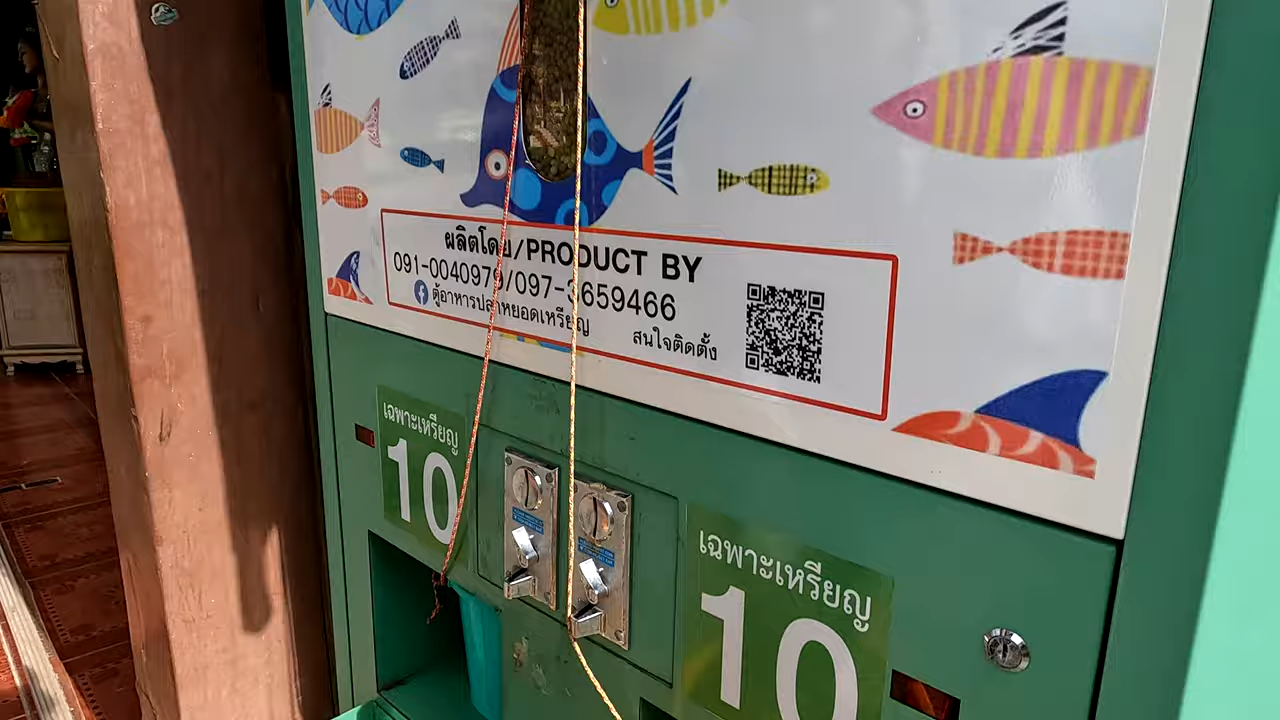 ผลิตโดย/PRODUCT BY
091-0040979/097-3659466
ตู้อาหารปลาหยอดเหรียญ
สนใจติดตั้ง
เฉพาะเหรียญ
10
เฉพาะเหรียญ
10